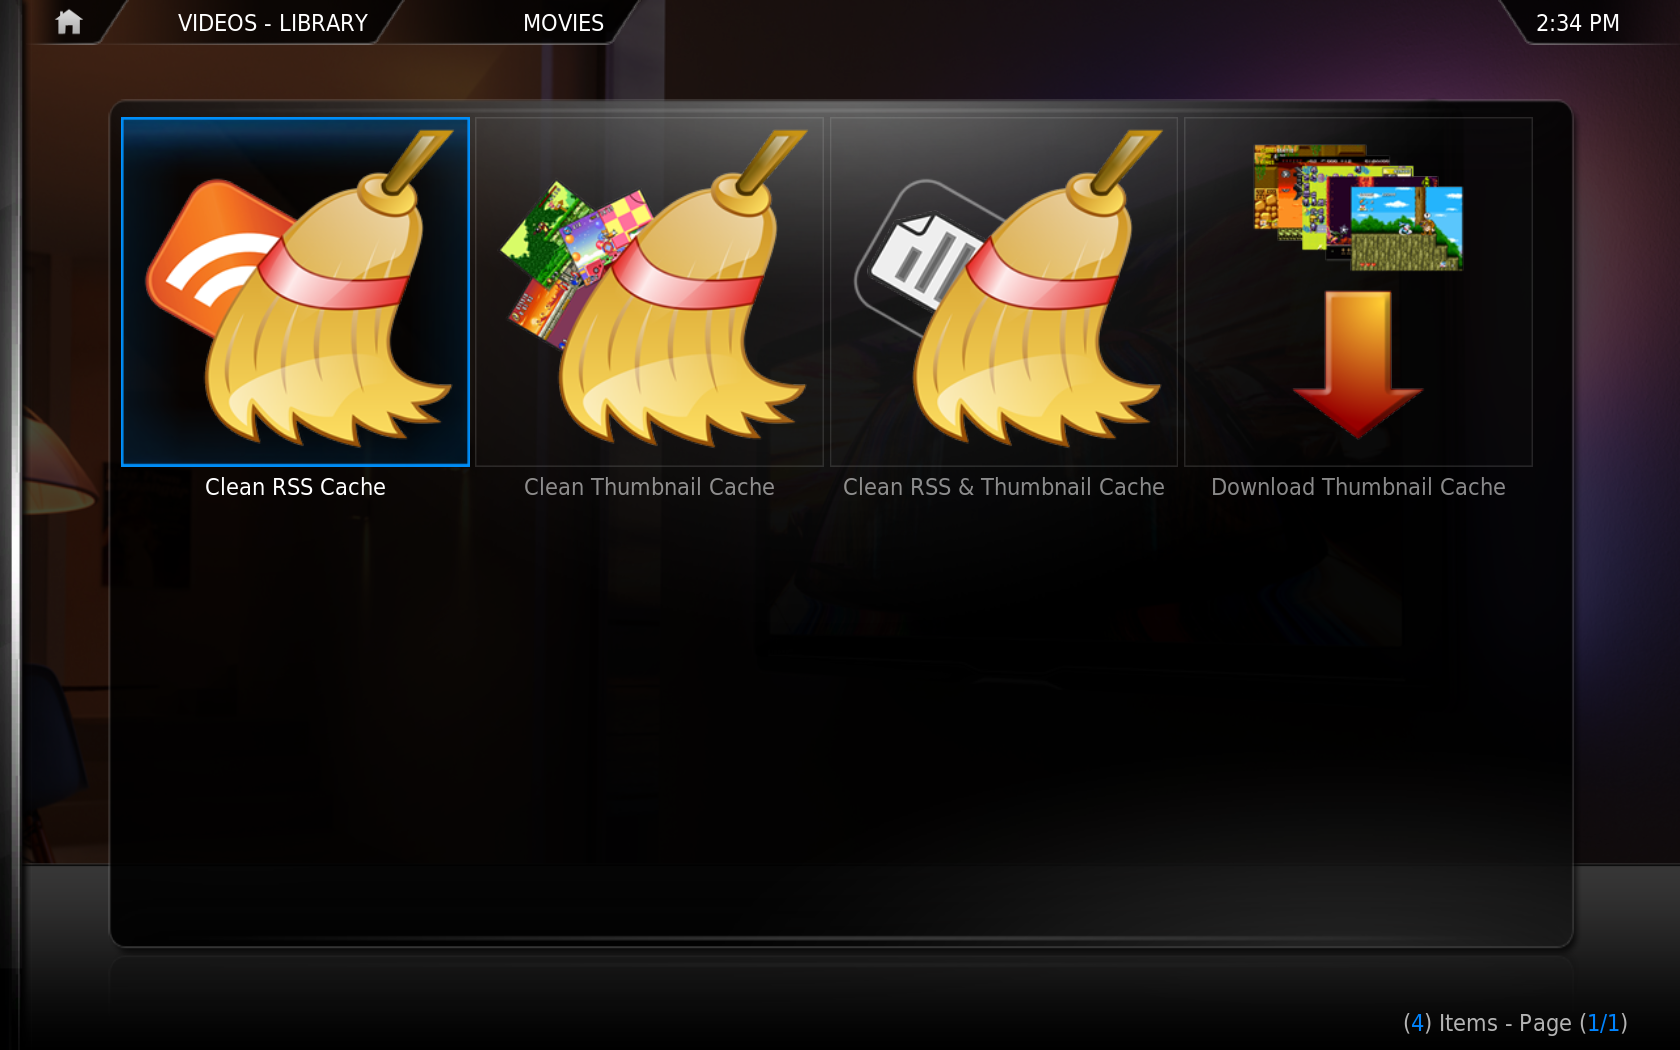 VIDEOS - LIBRARY
MOVIES
2:34 PM
Clean RSS Cache
Clean Thumbnail Cache
Clean RSS & Thumbnail Cache
Download Thumbnail Cache
(4) Items - Page (1/1)